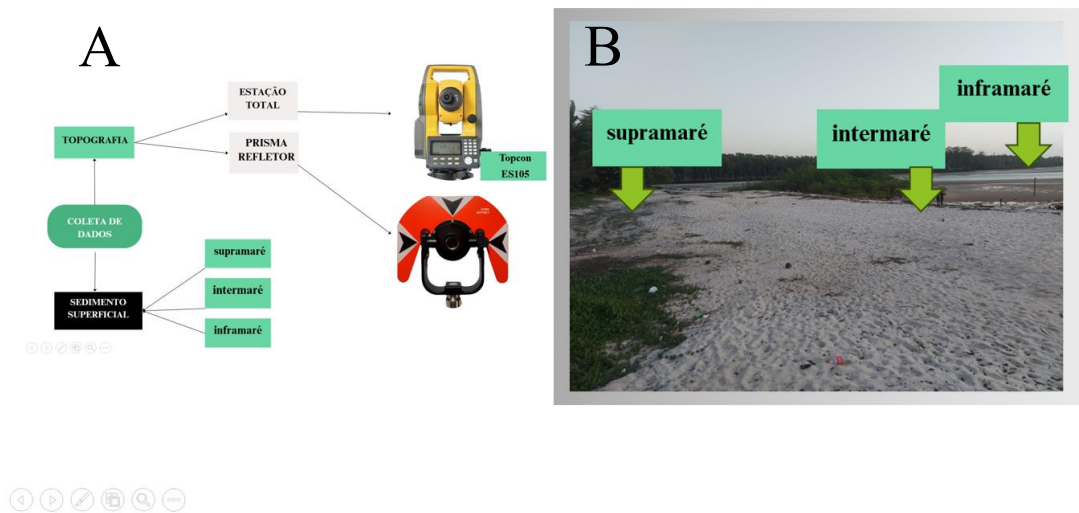 A
ESTAÇÃO
TOTAL
TOPOGRAFIA
PRISMA
REFLETOR
Topcon
ES105
COLETA DE
DADOS
supramaré
SEDIMENTO
SUPERFICIAL
intermaré
inframaré
B
inframaré
supramaré
intermaré